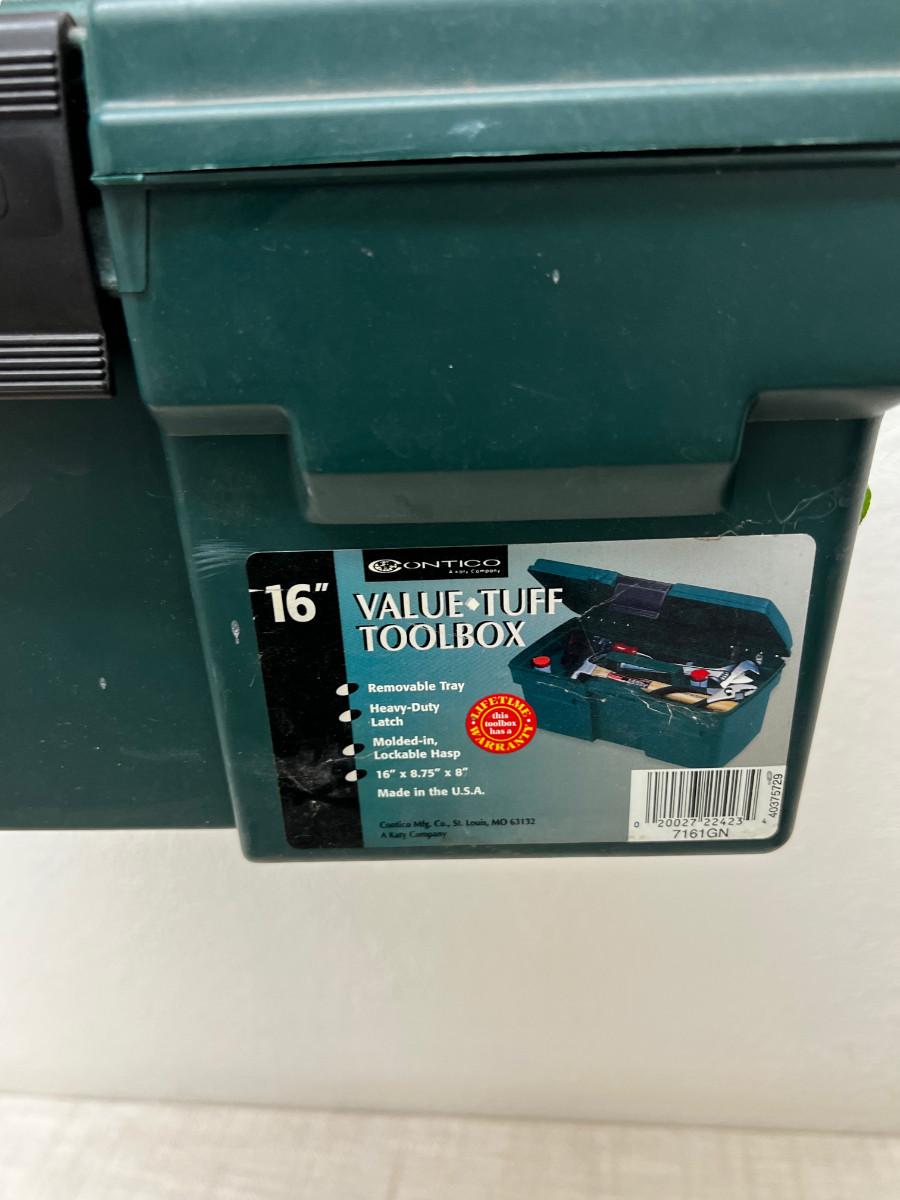 CONTICO
A Katy Company
16"
VALUE•TUFF
TOOLBOX
Removable Tray
Heavy-Duty
Latch
Molded-in,
Lockable Hasp
16" x 8.75" x 8"
Made in the U.S.A.
LIFETIME
this
toolbox
has a
WARRANTY
Contico Mfg. Co., St. Louis, MO 63132
A Katy Company
0 20027 22423 4
7161GN
40375729